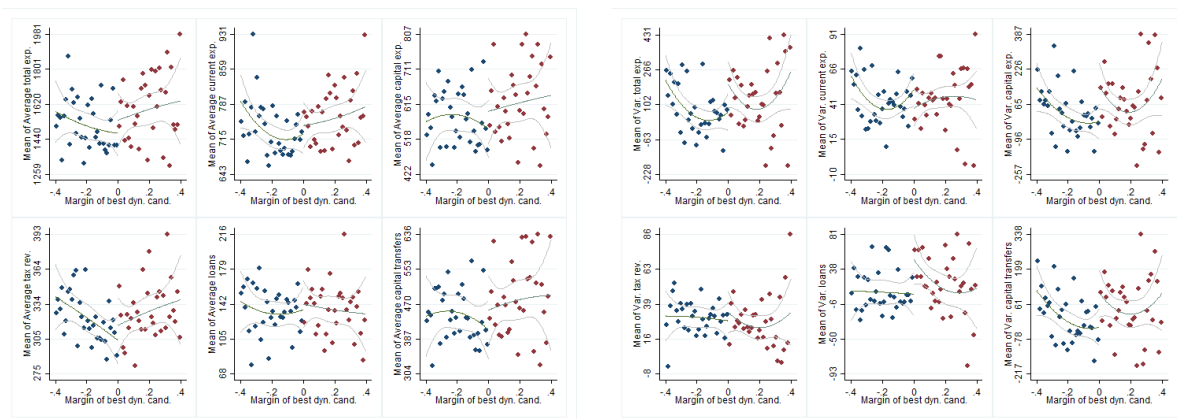 Mean of Average total exp.
1981
1801
1620
1440
1259
-.4 -.2 0 .2 .4
Margin of best dyn. cand.
Mean of Average current exp.
931
859
787
715
643
-.4 -.2 0 .2 .4
Margin of best dyn. cand.
Mean of Average capital exp.
807
711
615
518
422
-.4 -.2 0 .2 .4
Margin of best dyn. cand.
Mean of Var. total exp.
431
266
102
-63
-228
-.4 -.2 0 .2 .4
Margin of best dyn. cand.
Mean of Var. current exp.
91
66
41
15
-10
-.4 -.2 0 .2 .4
Margin of best dyn. cand.
Mean of Var. capital exp.
387
226
65
-96
-257
-.4 -.2 0 .2 .4
Margin of best dyn. cand.
Mean of Average tax rev.
393
364
334
305
275
-.4 -.2 0 .2 .4
Margin of best dyn. cand.
Mean of Average loans
216
179
142
105
68
-.4 -.2 0 .2 .4
Margin of best dyn. cand.
Mean of Average capital transfers
636
553
470
387
304
-.4 -.2 0 .2 .4
Margin of best dyn. cand.
Mean of Var. tax rev.
86
63
39
16
-8
-.4 -.2 0 .2 .4
Margin of best dyn. cand.
Mean of Var. loans
81
38
-6
-50
-93
-.4 -.2 0 .2 .4
Margin of best dyn. cand.
Mean of Var. capital transfers
338
199
61
-78
-217
-.4 -.2 0 .2 .4
Margin of best dyn. cand.